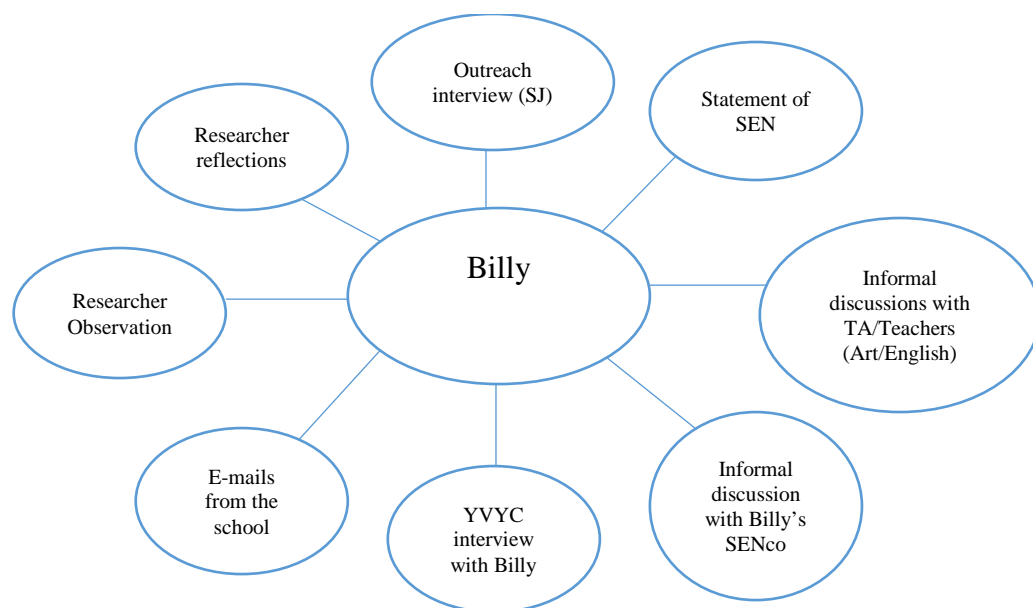 Outreach
interview (SJ)
Statement of
SEN
Researcher
reflections
Billy
Informal
discussions with
TA/Teachers
(Art/English)
Researcher
Observation
E-mails
from the
school
YVYC
interview
with Billy
Informal
discussion
with Billy’s
SENco